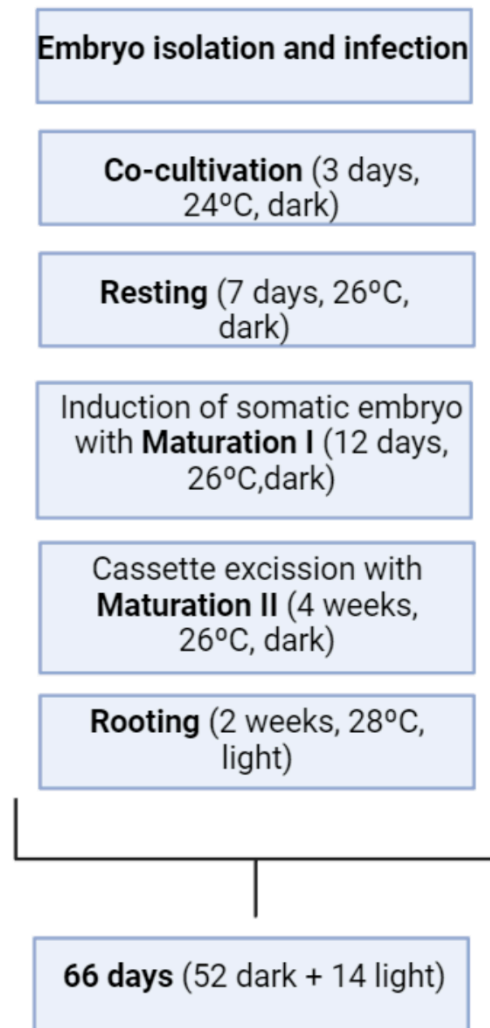 Embryo isolation and infection
Co-cultivation (3 days,
24ºC, dark)
Resting (7 days, 26ºC,
dark)
Induction of somatic embryo
with Maturation I (12 days,
26ºC,dark)
Cassette excission with
Maturation II (4 weeks,
26ºC, dark)
Rooting (2 weeks, 28ºC,
light)
66 days (52 dark + 14 light)